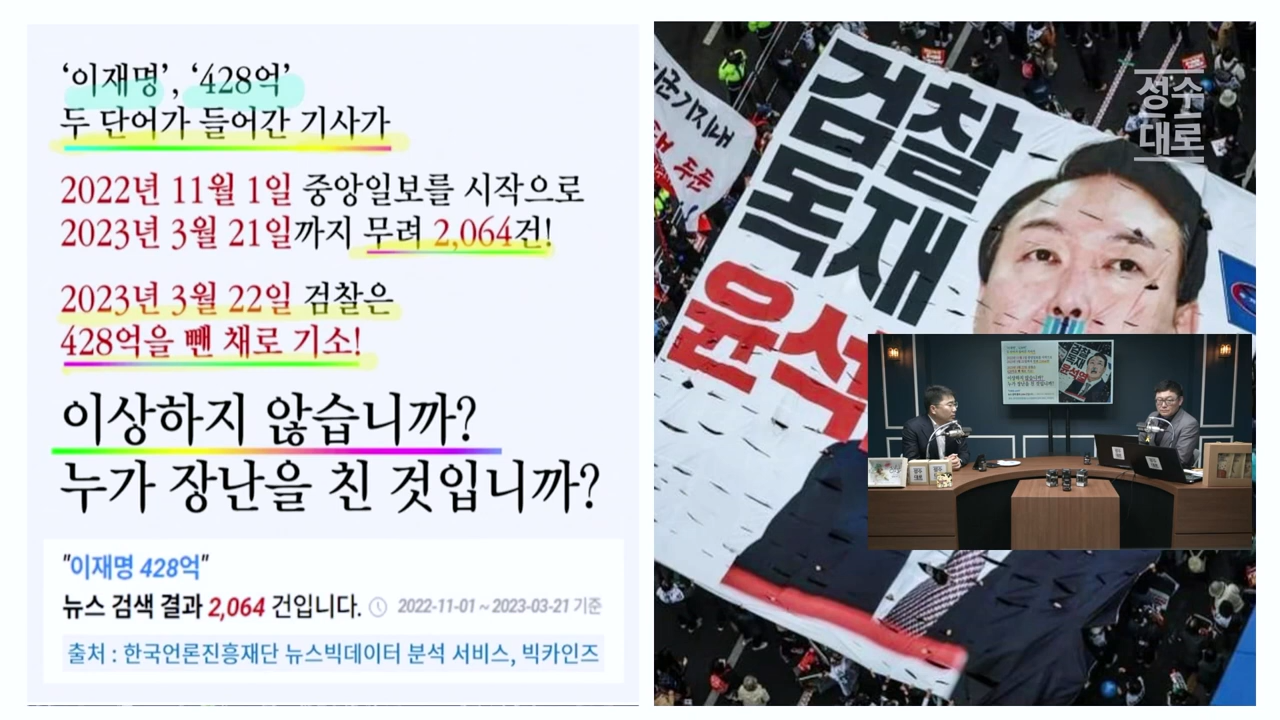 ‘이재명’, ‘428억’
두 단어가 들어간 기사가
2022년 11월 1일 중앙일보를 시작으로
2023년 3월 21일까지 무려 2,064건!
2023년 3월 22일 검찰은
428억을 뺀 채로 기소!
이상하지 않습니까?
누가 장난을 친 것입니까?
"이재명 428억"
뉴스 검색 결과 2,064 건입니다. 2022-11-01 ~ 2023-03-21 기준
출처 : 한국언론진흥재단 뉴스빅데이터 분석 서비스, 빅카인즈
성수
대로
검찰
독재
윤석